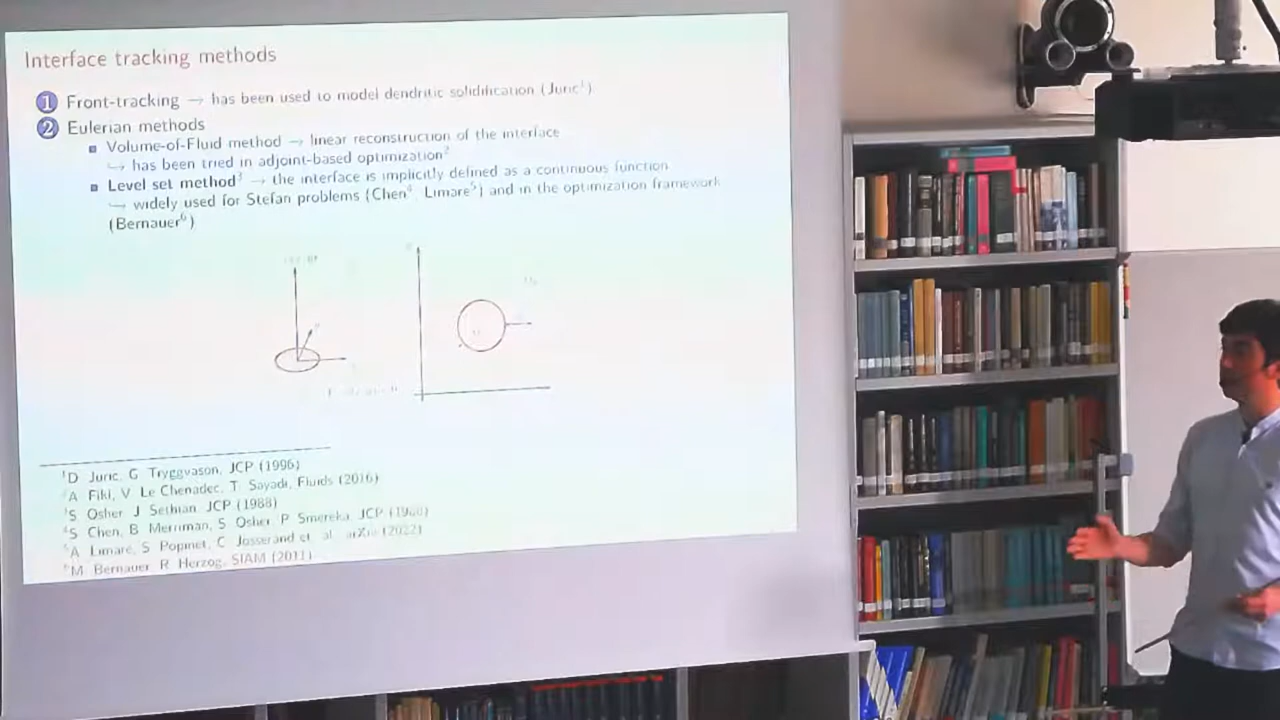 Interface tracking methods
1 Front-tracking → has been used to model dendritic solidification (Juric¹)
2 Eulerian methods
Volume-of-Fluid method → linear reconstruction of the interface
↪ has been tried in adjoint-based optimization²
Level set method³ → the interface is implicitly defined as a continuous function
↪ widely used for Stefan problems (Chen⁴ Limare⁵) and in the optimization framework
(Bernauer⁶)
¹D Juric, G Tryggvason, JCP (1996)
²A Fiki, V Le Chenadec, T Sayadi, Fluids (2016)
³S Osher J Sethian, JCP (1988)
⁴S Chen, B Merriman, S Osher, P Smereka, JCP
⁵A Limare, S Popinet, C Josserand et al arXiv (2022)
⁶M Bernauer R Herzog, SIAM (2011)